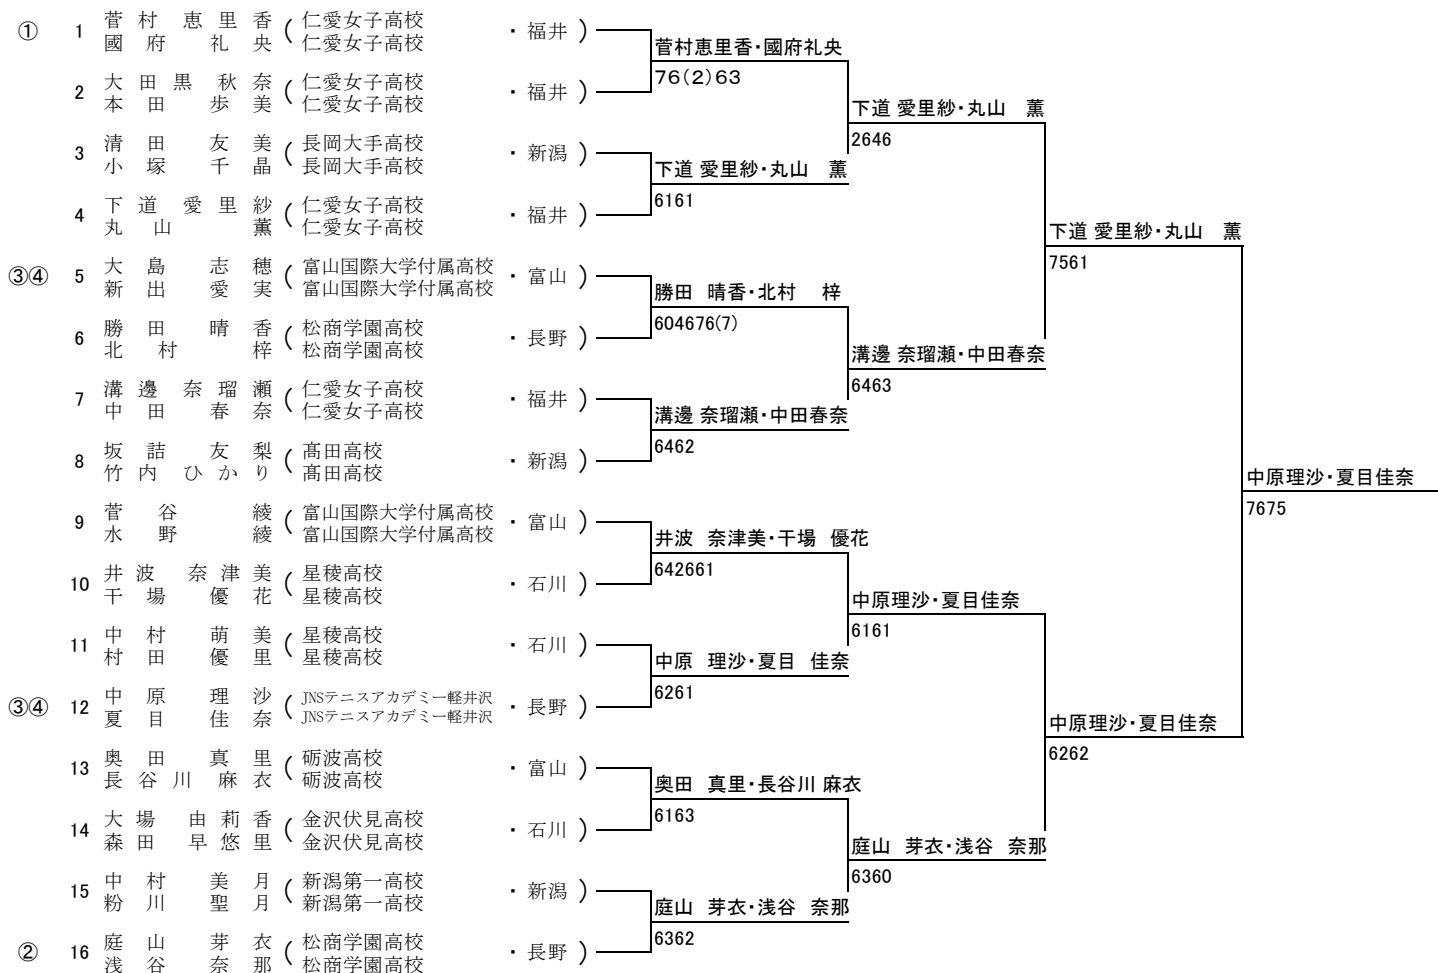 ① 1 菅村 恵里香 ( 仁愛女子高校 ・ 福井 )
國府 礼央 仁愛女子高校
菅村恵里香・國府礼央
76(2)63
2 大田黒 秋奈 ( 仁愛女子高校 ・ 福井 )
本田 歩美 仁愛女子高校
下道 愛里紗・丸山 薫
2646
3 清田 友美 ( 長岡大手高校 ・ 新潟 )
小塚 千晶 長岡大手高校
下道 愛里紗・丸山 薫
6161
4 下道 愛里紗 ( 仁愛女子高校 ・ 福井 )
丸山 薫 仁愛女子高校
下道 愛里紗・丸山 薫
7561
③④ 5 大島 志穂 ( 富山国際大学付属高校 ・ 富山 )
新出 愛実 富山国際大学付属高校
勝田 晴香・北村 梓
604676(7)
6 勝田 晴香 ( 松商学園高校 ・ 長野 )
北村 梓 松商学園高校
溝邊 奈瑠瀬・中田春奈
6463
7 溝邊 奈瑠瀬 ( 仁愛女子高校 ・ 福井 )
中田 春奈 仁愛女子高校
溝邊 奈瑠瀬・中田春奈
6462
8 坂詰 友梨 ( 髙田高校 ・ 新潟 )
竹内 ひかり 髙田高校
中原理沙・夏目佳奈
7675
9 菅谷 綾 ( 富山国際大学付属高校 ・ 富山 )
水野 綾 富山国際大学付属高校
井波 奈津美・干場 優花
642661
10 井波 奈津美 ( 星稜高校 ・ 石川 )
干場 優花 星稜高校
中原理沙・夏目佳奈
6161
11 中村 萌美 ( 星稜高校 ・ 石川 )
村田 優里 星稜高校
中原 理沙・夏目 佳奈
6261
③④ 12 中原 理沙 ( JNSテニスアカデミー軽井沢 ・ 長野 )
夏目 佳奈 JNSテニスアカデミー軽井沢
中原理沙・夏目佳奈
6262
13 奥田 真里 ( 砺波高校 ・ 富山 )
長谷川 麻衣 砺波高校
奥田 真里・長谷川 麻衣
6163
14 大場 由莉香 ( 金沢伏見高校 ・ 石川 )
森田 早悠里 金沢伏見高校
庭山 芽衣・浅谷 奈那
6360
15 中村 美月 ( 新潟第一高校 ・ 新潟 )
粉川 聖月 新潟第一高校
庭山 芽衣・浅谷 奈那
6362
② 16 庭山 芽衣 ( 松商学園高校 ・ 長野 )
浅谷 奈那 松商学園高校